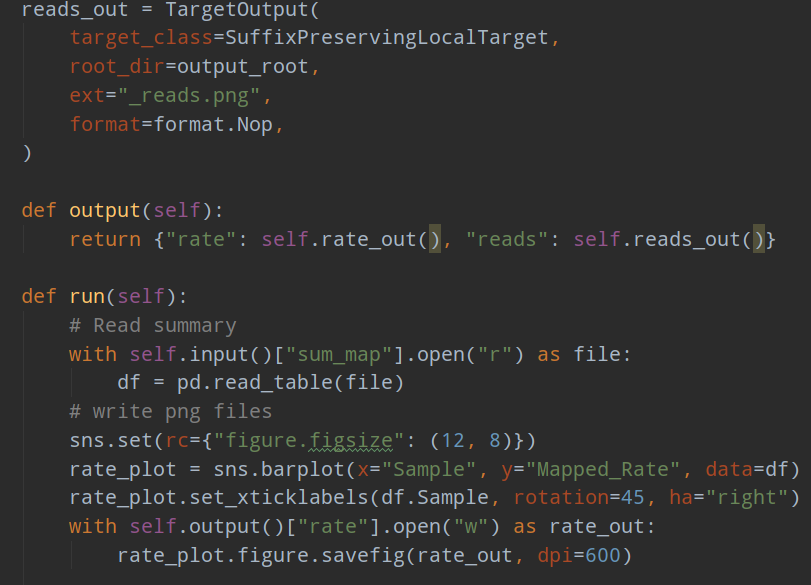 reads_out = TargetOutput(
    target_class=SuffixPreservingLocalTarget,
    root_dir=output_root,
    ext="_reads.png",
    format=format.Nop,
)

def output(self):
    return {"rate": self.rate_out(), "reads": self.reads_out()}

def run(self):
    # Read summary
    with self.input()["sum_map"].open("r") as file:
        df = pd.read_table(file)
    # write png files
    sns.set(rc={"figure.figsize": (12, 8)})
    rate_plot = sns.barplot(x="Sample", y="Mapped_Rate", data=df)
    rate_plot.set_xticklabels(df.Sample, rotation=45, ha="right")
    with self.output()["rate"].open("w") as rate_out:
        rate_plot.figure.savefig(rate_out, dpi=600)